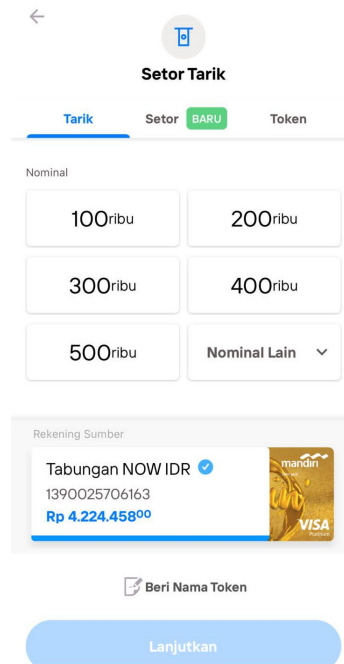 Setor Tarik
Tarik Setor BARU Token
Nominal
100ribu 200ribu
300ribu 400ribu
500ribu Nominal Lain
Rekening Sumber
Tabungan NOW IDR
1390025706163
Rp 4.224.458⁰⁰
mandiri
VISA
Platinum
Beri Nama Token
Lanjutkan